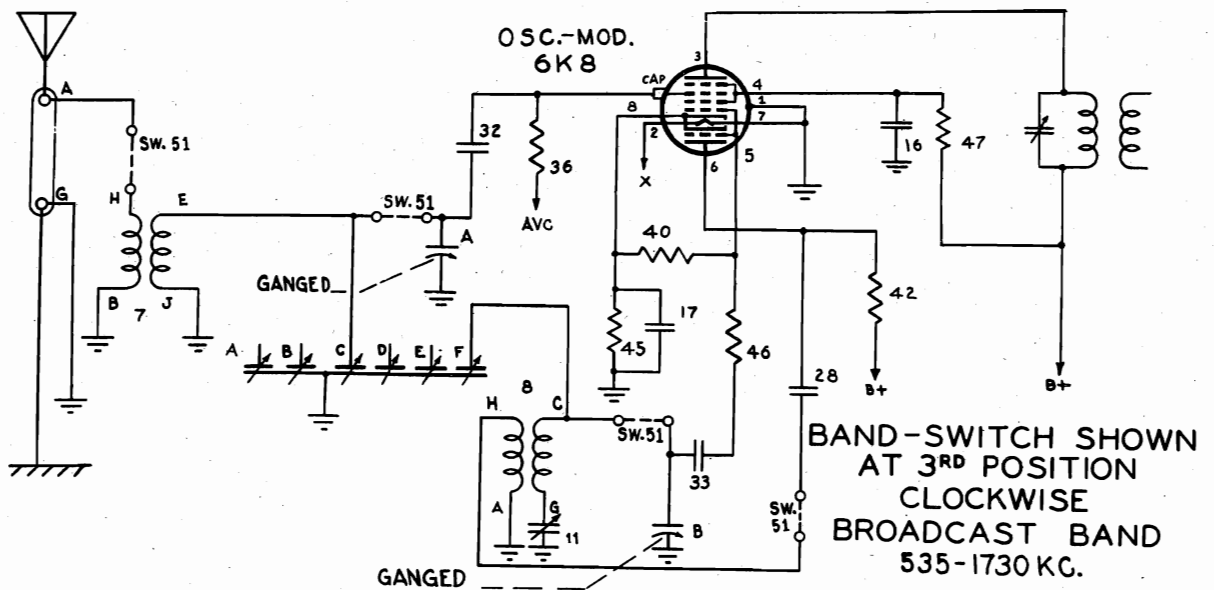 OSC.-MOD.
6K8
A
SW. 51
H
G
B
7
J
E
SW. 51
A
GANGED
32
36
AVC
CAP
3
4
1
7
8
2
5
6
X
16
47
40
45
17
46
42
B+
28
B+
A
B
C
D
E
F
8
H
C
A
G
11
SW.51
33
B
GANGED
SW.
51
BAND-SWITCH SHOWN
AT 3RD POSITION
CLOCKWISE
BROADCAST BAND
535-1730 KC.